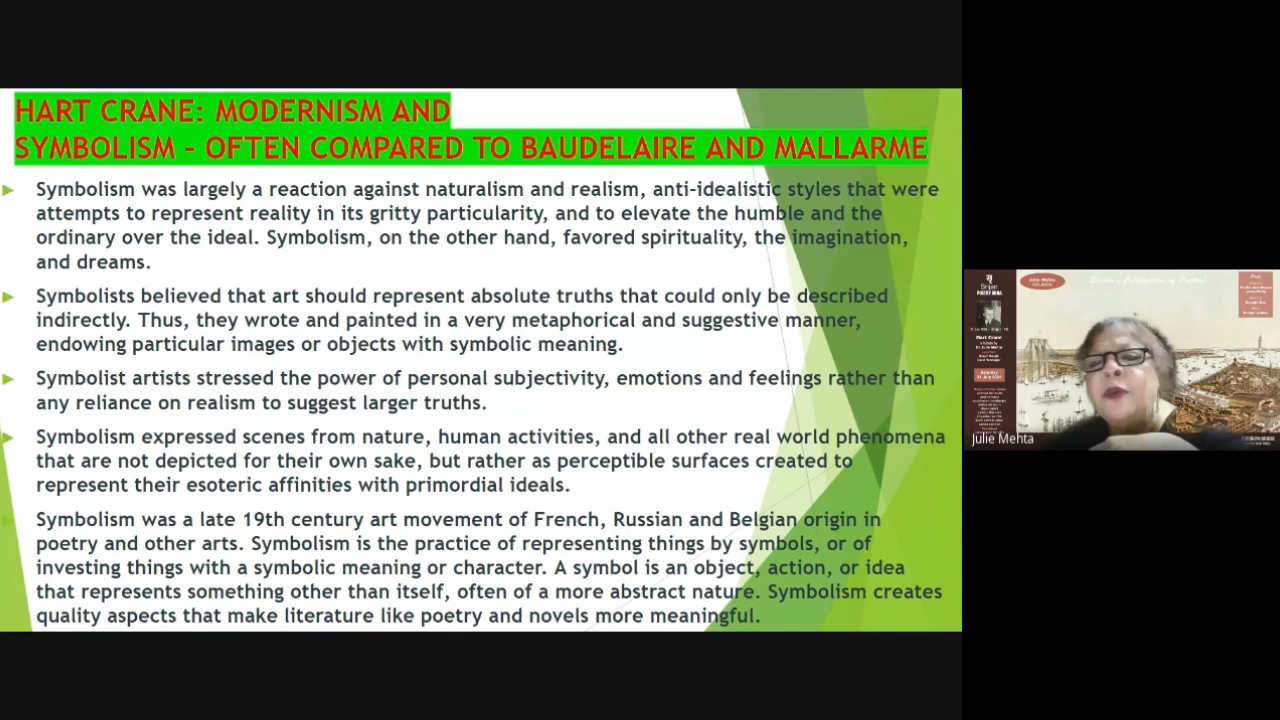 HART CRANE: MODERNISM AND
SYMBOLISM – OFTEN COMPARED TO BAUDELAIRE AND MALLARME
Symbolism was largely a reaction against naturalism and realism, anti-idealistic styles that were
attempts to represent reality in its gritty particularity, and to elevate the humble and the
ordinary over the ideal. Symbolism, on the other hand, favored spirituality, the imagination,
and dreams.
Symbolists believed that art should represent absolute truths that could only be described
indirectly. Thus, they wrote and painted in a very metaphorical and suggestive manner,
endowing particular images or objects with symbolic meaning.
Symbolist artists stressed the power of personal subjectivity, emotions and feelings rather than
any reliance on realism to suggest larger truths.
Symbolism expressed scenes from nature, human activities, and all other real world phenomena
that are not depicted for their own sake, but rather as perceptible surfaces created to
represent their esoteric affinities with primordial ideals.
Symbolism was a late 19th century art movement of French, Russian and Belgian origin in
poetry and other arts. Symbolism is the practice of representing things by symbols, or of
investing things with a symbolic meaning or character. A symbol is an object, action, or idea
that represents something other than itself, often of a more abstract nature. Symbolism creates
quality aspects that make literature like poetry and novels more meaningful.
Srijan
Hart Crane
Julie Mehta
KOLKATA
Julie Mehta